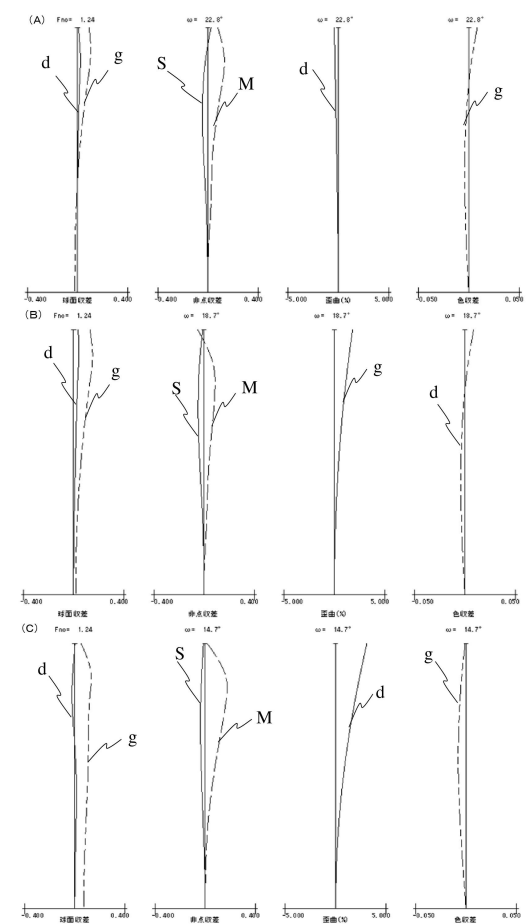 (A) Fno= 1.24 ω= 22.8° ω= 22.8° ω= 22.8°
d g S M d g
-0.400 球面収差 0.400 -0.400 非点収差 0.400 -5.000 歪曲(%) 5.000 -0.050 色収差 0.050
(B) Fno= 1.24 ω= 18.7° ω= 18.7° ω= 18.7°
d g S M g d
-0.400 球面収差 0.400 -0.400 非点収差 0.400 -5.000 歪曲(%) 5.000 -0.050 色収差 0.050
(C) Fno= 1.24 ω= 14.7° ω= 14.7° ω= 14.7°
d g S M d g
-0.400 球面収差 0.400 -0.400 非点収差 0.400 -5.000 歪曲(%) 5.000 -0.050 色収差 0.050